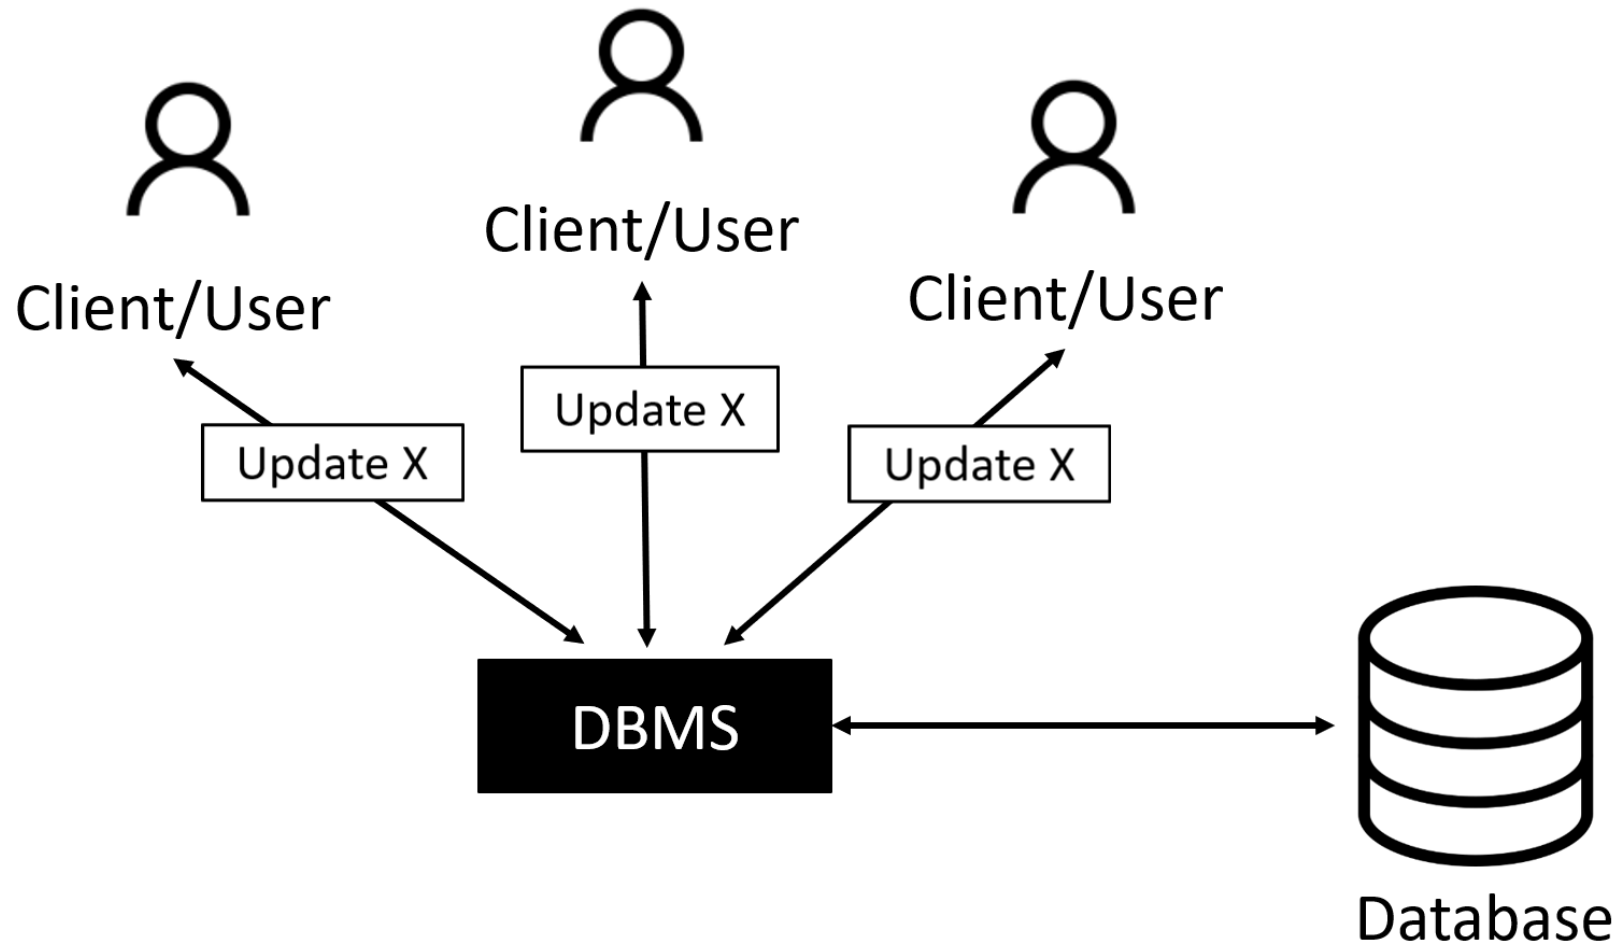 Client/User
Client/User
Client/User
Update X
Update X
Update X
DBMS
Database